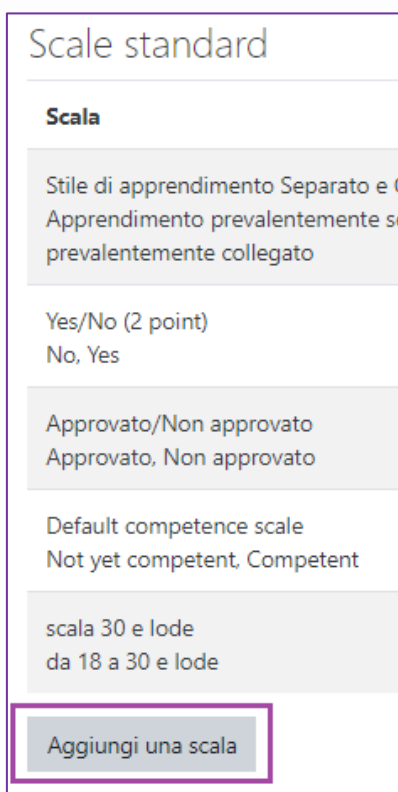 Scale standard
Scala
Stile di apprendimento Separato e
Apprendimento prevalentemente
prevalentemente collegato
Yes/No (2 point)
No, Yes
Approvato/Non approvato
Approvato, Non approvato
Default competence scale
Not yet competent, Competent
scala 30 e lode
da 18 a 30 e lode
Aggiungi una scala